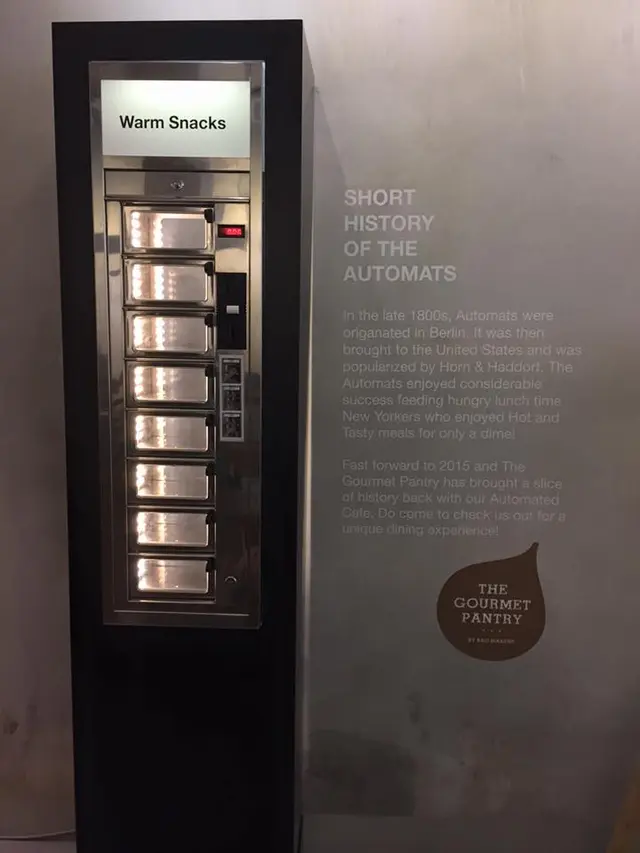 Warm Snacks
SHORT
HISTORY
OF THE
AUTOMATS
In the late 1800s, Automats were
origanated in Berlin. It was then
brought to the United States and was
popularized by Horn & Haddort. The
Automats enjoyed considerable
success feeding hungry lunch time
New Yorkers who enjoyed Hot and
Tasty meals for only a dime!
Fast forward to 2015 and The
Gourmet Pantry has brought a slice
of history back with our Automated
Cafe. Do come to check us out for a
unique dining experience!
THE
GOURMET
PANTRY